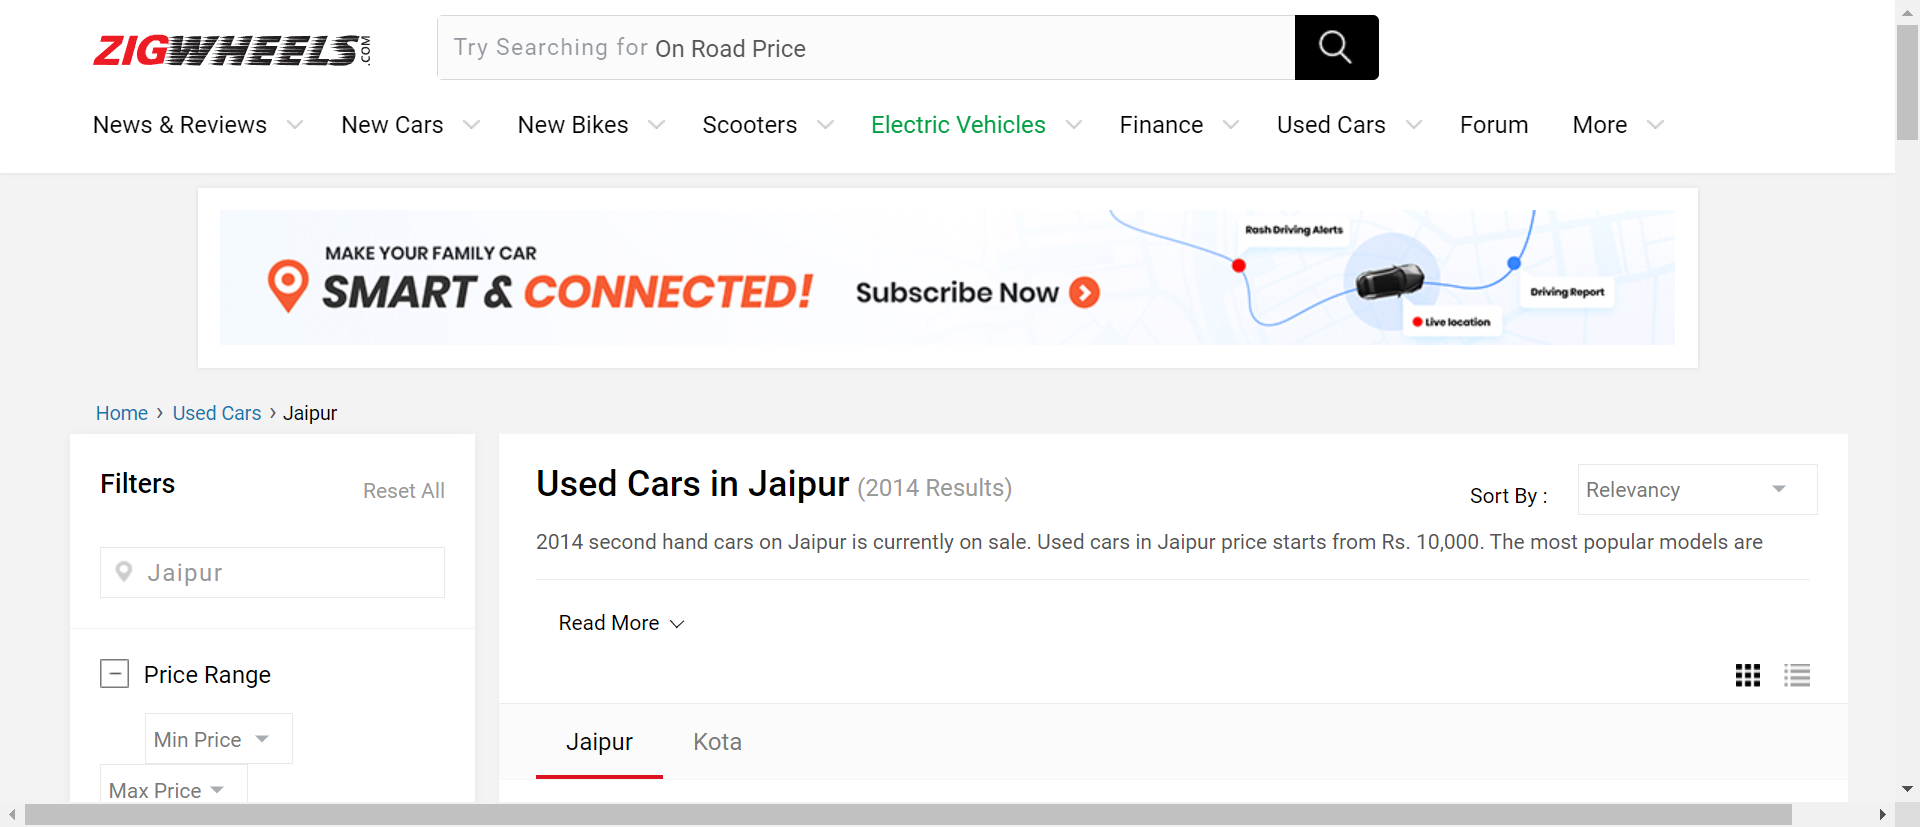 ZIGWHEELS.COM
Try Searching for On Road Price
News & Reviews New Cars New Bikes Scooters Electric Vehicles Finance Used Cars Forum More
MAKE YOUR FAMILY CAR
SMART & CONNECTED!
Subscribe Now
Rash Driving Alerts
Driving Report
Live location
Home › Used Cars › Jaipur
Filters
Reset All
Jaipur
Price Range
Min Price
Max Price
Used Cars in Jaipur (2014 Results)
Sort By :
Relevancy
2014 second hand cars on Jaipur is currently on sale. Used cars in Jaipur price starts from Rs. 10,000. The most popular models are
Read More
Jaipur Kota